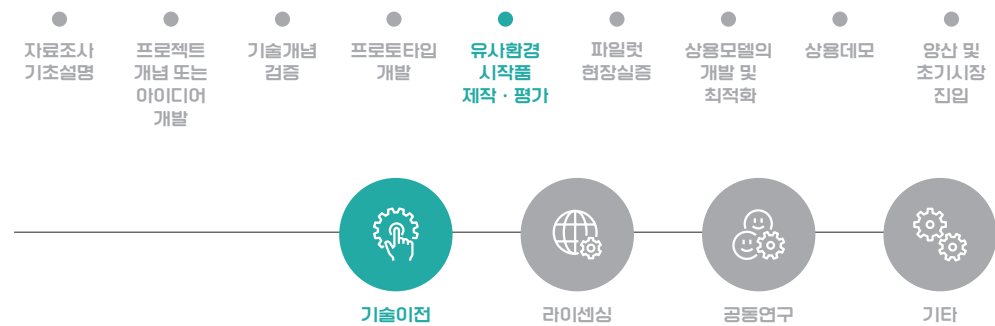 자료조사
기초설명
프로젝트
개념 또는
아이디어
개발
기술개념
검증
프로토타입
개발
유사환경
시작품
제작 · 평가
파일럿
현장실증
상용모델의
개발 및
최적화
상용데모
양산 및
초기시장
진입
기술이전
라이센싱
공동연구
기타